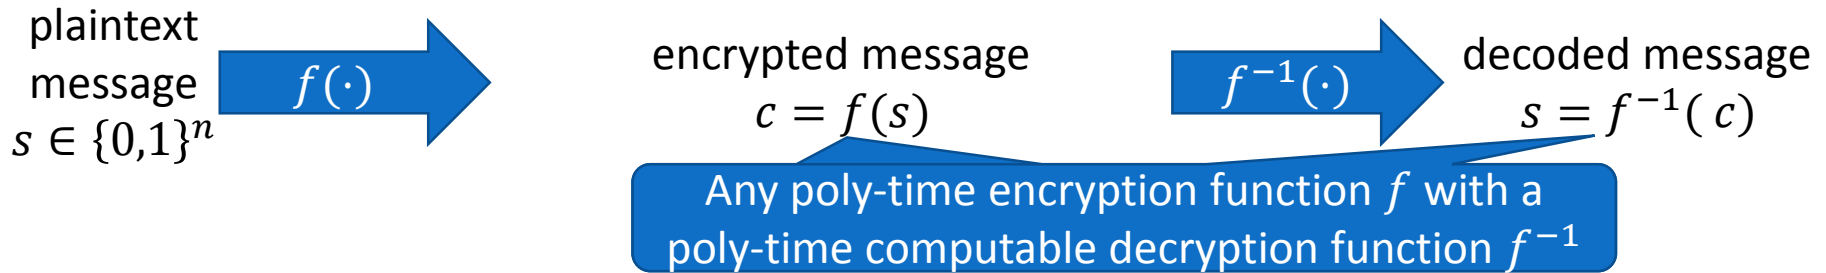 plaintext
message
s ∈ {0,1}ⁿ
f(·)
encrypted message
c = f(s)
f⁻¹(·)
decoded message
s = f⁻¹( c)
Any poly-time encryption function f with a
poly-time computable decryption function f⁻¹